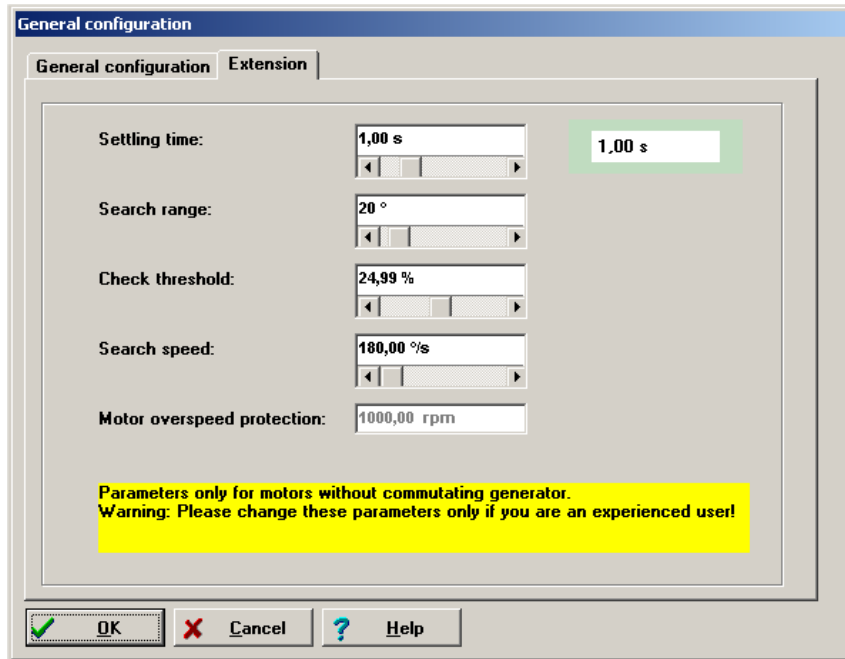 General configuration
General configuration Extension
Settling time: 1,00 s 1,00 s
Search range: 20 °
Check threshold: 24,99 %
Search speed: 180,00 °/s
Motor overspeed protection: 1000,00 rpm
Parameters only for motors without commutating generator.
Warning: Please change these parameters only if you are an experienced user!
OK Cancel Help